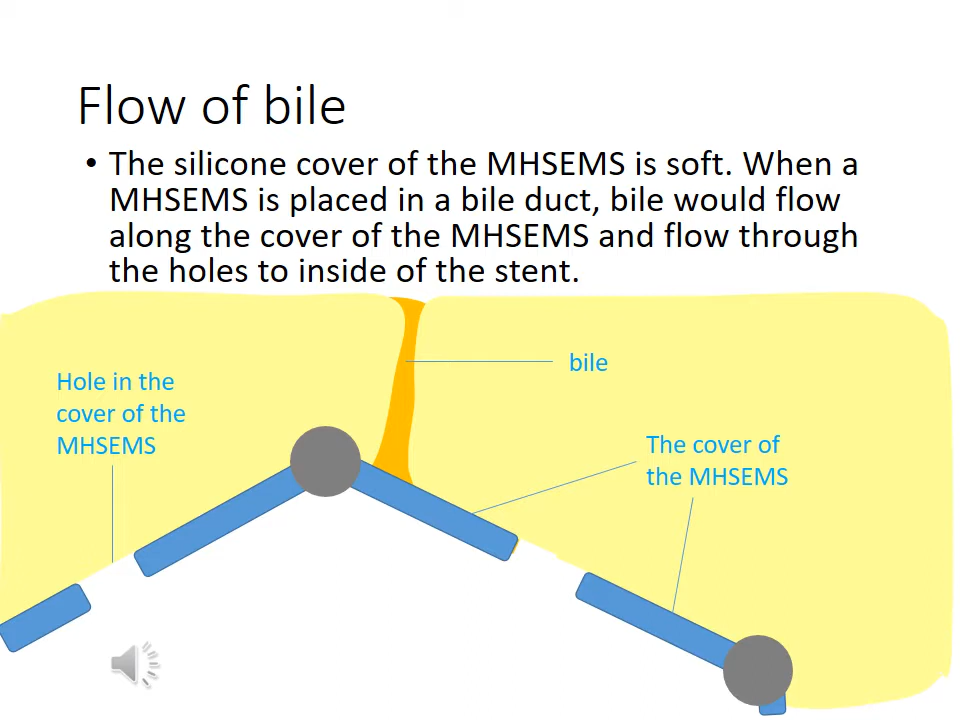 Flow of bile
• The silicone cover of the MHSEMS is soft. When a
MHSEMS is placed in a bile duct, bile would flow
along the cover of the MHSEMS and flow through
the holes to inside of the stent.
bile
Hole in the
cover of the
MHSEMS
The cover of
the MHSEMS